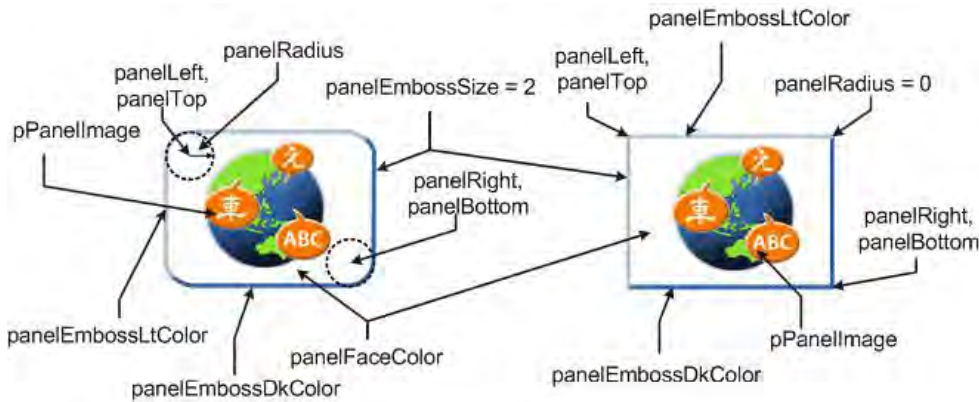 panelEmbossLtColor
panelRadius
panelLeft,
panelTop
panelLeft,
panelTop
panelEmbossSize = 2
panelRadius = 0
pPanelImage
え
え
panelRight,
panelBottom
車
車
ABC
ABC
panelRight,
panelBottom
panelEmbossLtColor
panelFaceColor
pPanelImage
panelEmbossDkColor
panelEmbossDkColor